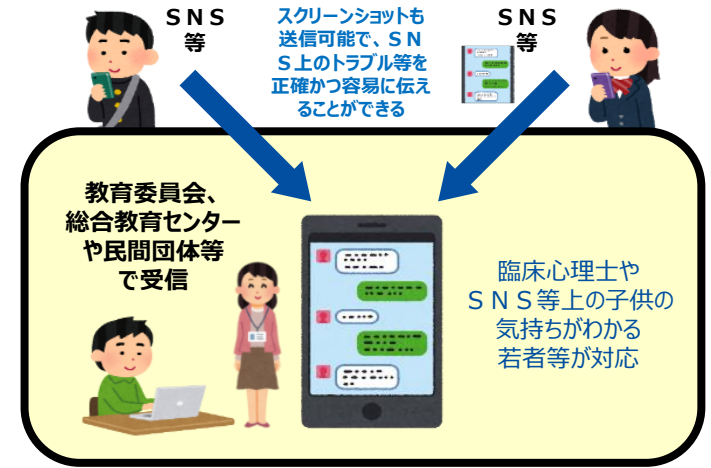 ＳＮＳ
等
スクリーンショットも
送信可能で、ＳＮ
Ｓ上のトラブル等を
正確かつ容易に伝え
ることができる
ＳＮＳ
等
教育委員会、
総合教育センター
や民間団体等
で受信
臨床心理士や
ＳＮＳ等上の子供の
気持ちがわかる
若者等が対応